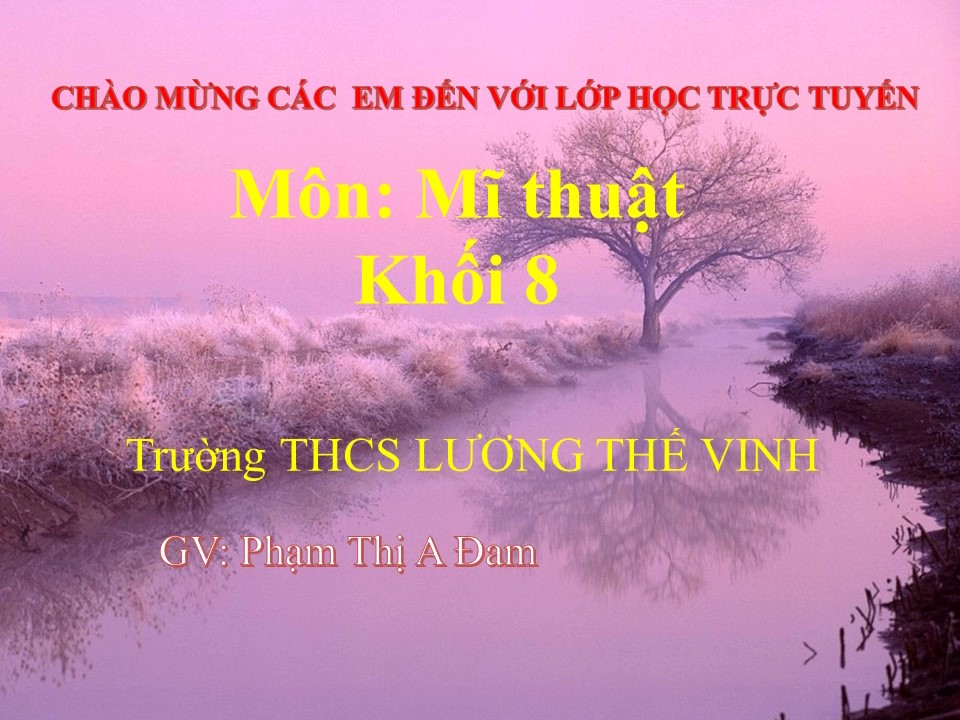 CHÀO MỪNG CÁC EM ĐẾN VỚI LỚP HỌC TRỰC TUYẾN
Môn: Mĩ thuật
Khối 8
Trường THCS LƯƠNG THẾ VINH
GV: Phạm Thị A Đam